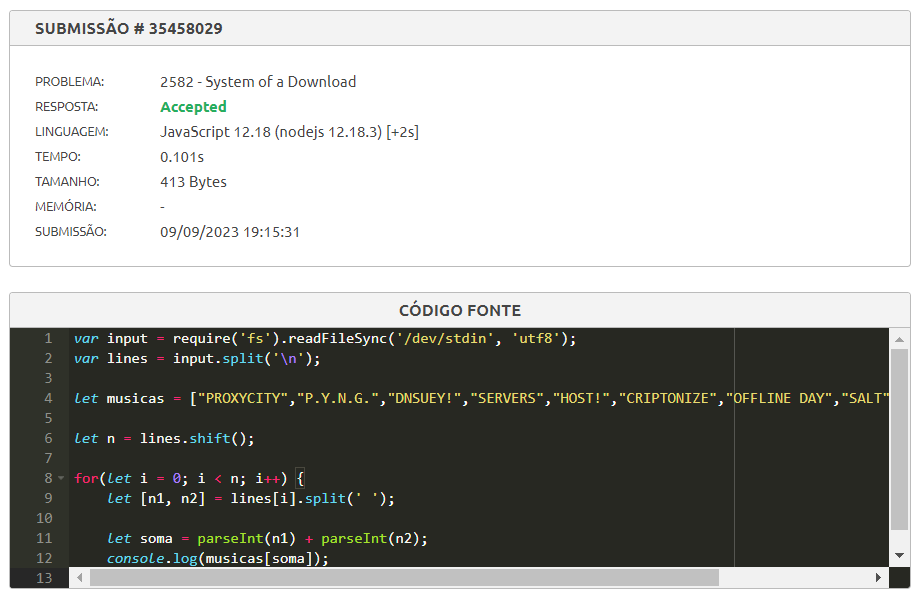 SUBMISSÃO # 35458029
PROBLEMA: 2582 - System of a Download
RESPOSTA: Accepted
LINGUAGEM: JavaScript 12.18 (nodejs 12.18.3) [+2s]
TEMPO: 0.101s
TAMANHO: 413 Bytes
MEMÓRIA: -
SUBMISSÃO: 09/09/2023 19:15:31
CÓDIGO FONTE
1 var input = require('fs').readFileSync('/dev/stdin', 'utf8');
2 var lines = input.split('\n');
3
4 let musicas = ["PROXYCITY","P.Y.N.G.","DNSUEY!","SERVERS","HOST!","CRIPTONIZE","OFFLINE DAY","SALT"
5
6 let n = lines.shift();
7
8 for(let i = 0; i < n; i++) {
9 let [n1, n2] = lines[i].split(' ');
10
11 let soma = parseInt(n1) + parseInt(n2);
12 console.log(musicas[soma]);
13